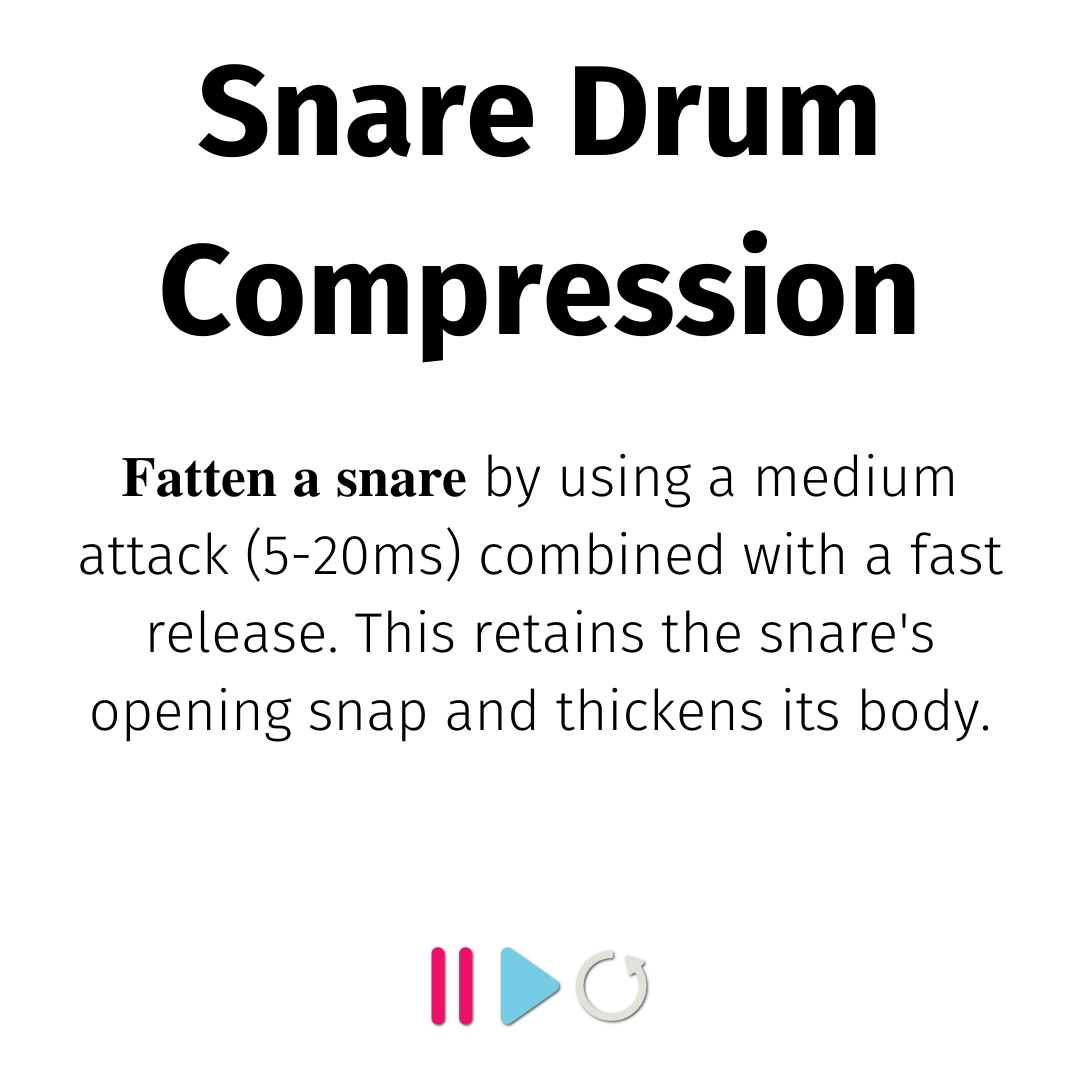 Snare Drum
Compression
Fatten a snare by using a medium
attack (5-20ms) combined with a fast
release. This retains the snare's
opening snap and thickens its body.